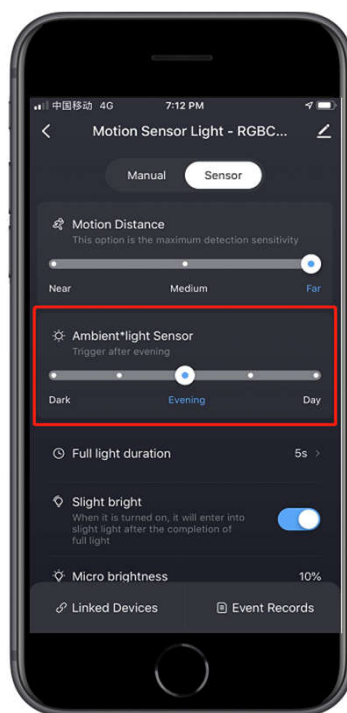 中国移动 4G 7:12 PM
Motion Sensor Light - RGBC...
Manual Sensor
Motion Distance
This option is the maximum detection sensitivity
Near Medium Far
Ambient*light Sensor
Trigger after evening
Dark Evening Day
Full light duration 5s
Slight bright
When it is turned on, it will enter into
slight light after the completion of
full light
Micro brightness 10%
Linked Devices Event Records